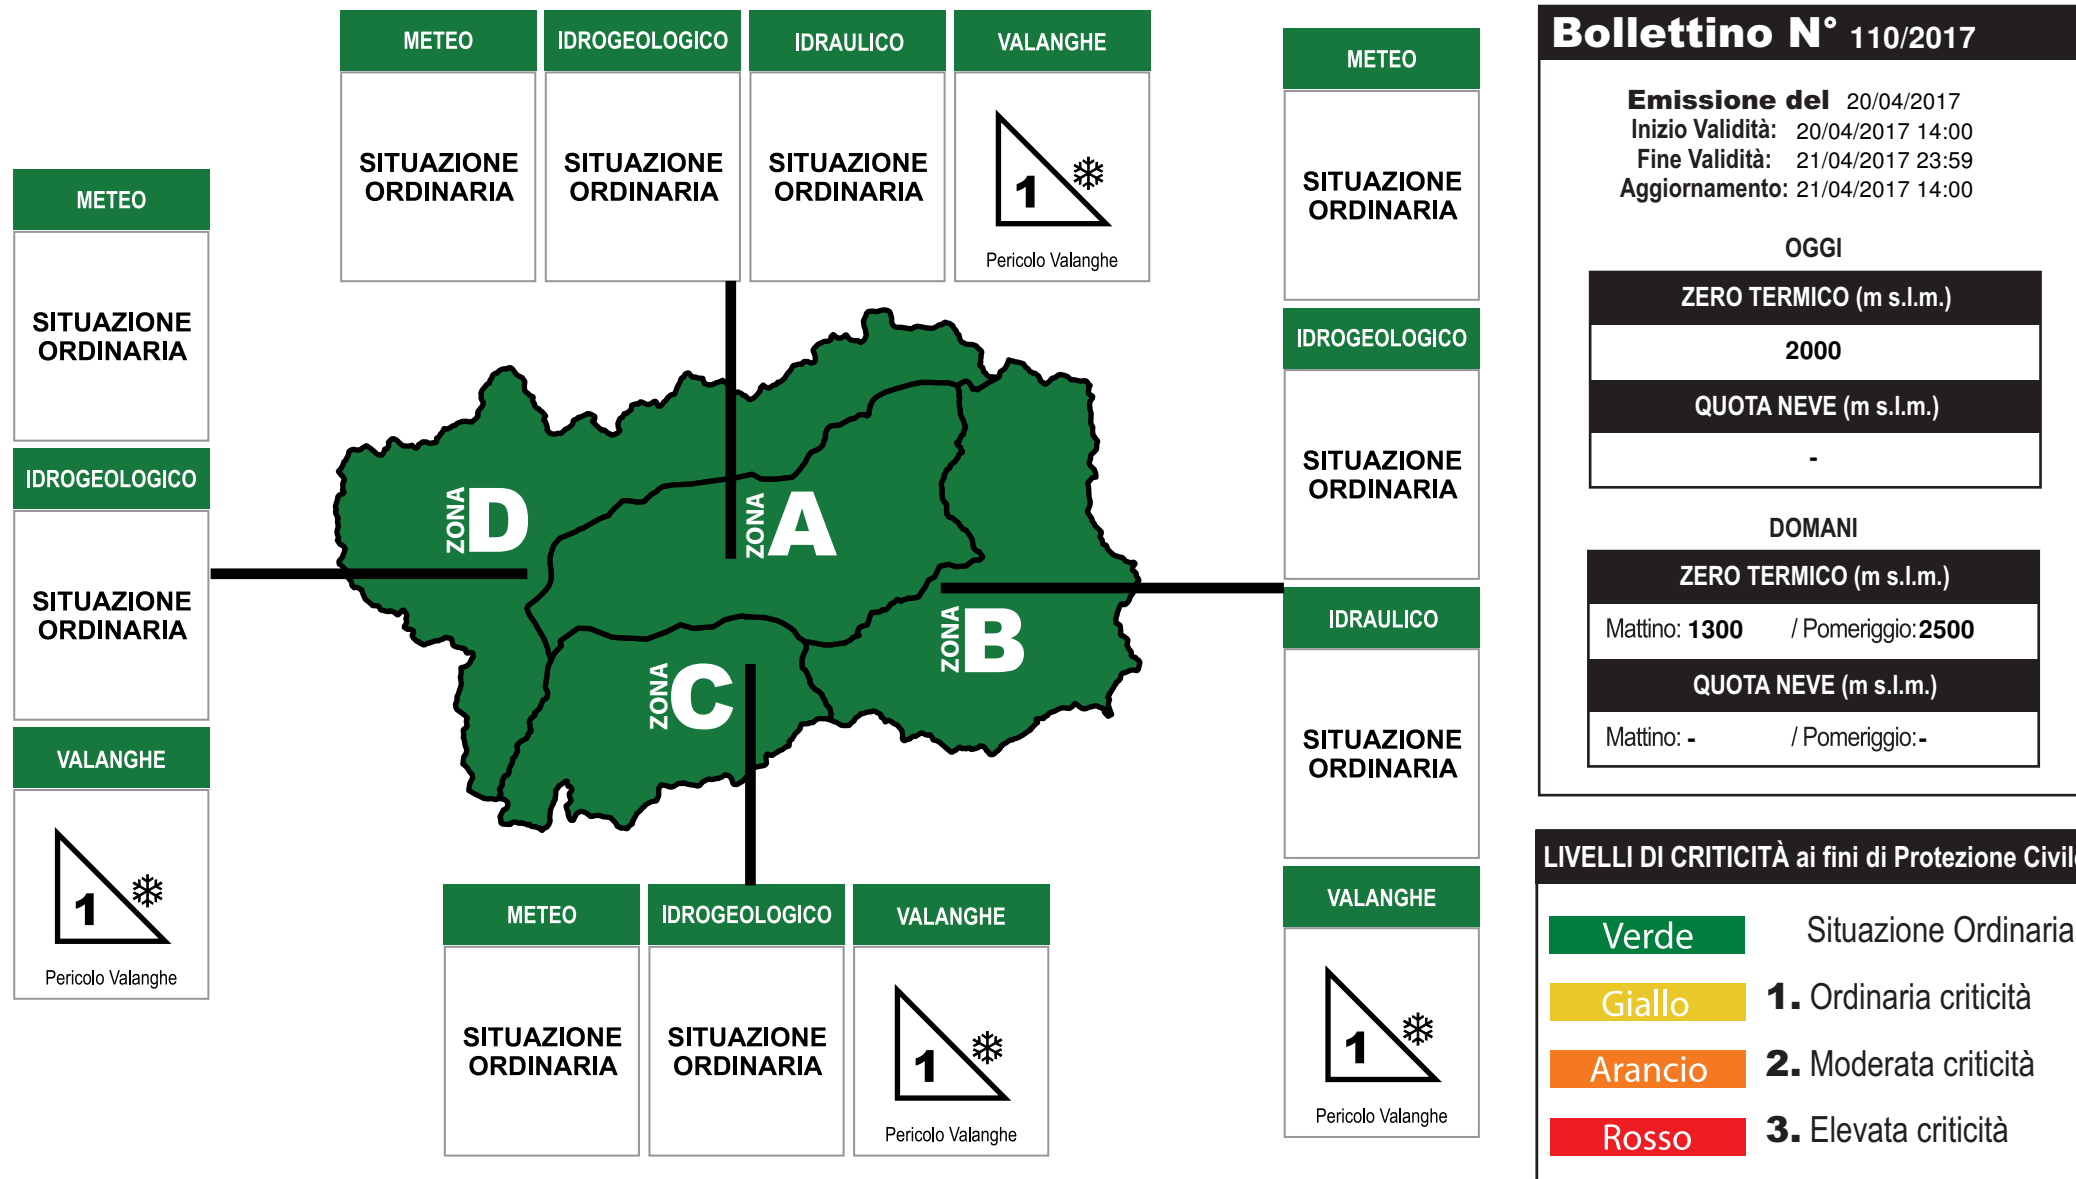 METEO
IDROGEOLOGICO
IDRAULICO
VALANGHE
SITUAZIONE
ORDINARIA
SITUAZIONE
ORDINARIA
SITUAZIONE
ORDINARIA
1
Pericolo Valanghe
METEO
SITUAZIONE
ORDINARIA
IDROGEOLOGICO
SITUAZIONE
ORDINARIA
VALANGHE
1
Pericolo Valanghe
ZONA D
ZONA A
ZONA B
ZONA C
METEO
IDROGEOLOGICO
VALANGHE
SITUAZIONE
ORDINARIA
SITUAZIONE
ORDINARIA
1
Pericolo Valanghe
METEO
SITUAZIONE
ORDINARIA
IDROGEOLOGICO
SITUAZIONE
ORDINARIA
IDRAULICO
SITUAZIONE
ORDINARIA
VALANGHE
1
Pericolo Valanghe
Bollettino N° 110/2017
Emissione del 20/04/2017
Inizio Validità: 20/04/2017 14:00
Fine Validità: 21/04/2017 23:59
Aggiornamento: 21/04/2017 14:00
OGGI
ZERO TERMICO (m s.l.m.)
2000
QUOTA NEVE (m s.l.m.)
-
DOMANI
ZERO TERMICO (m s.l.m.)
Mattino: 1300 / Pomeriggio: 2500
QUOTA NEVE (m s.l.m.)
Mattino: - / Pomeriggio: -
LIVELLI DI CRITICITÀ ai fini di Protezione Civile
Verde Situazione Ordinaria
Giallo 1. Ordinaria criticità
Arancio 2. Moderata criticità
Rosso 3. Elevata criticità